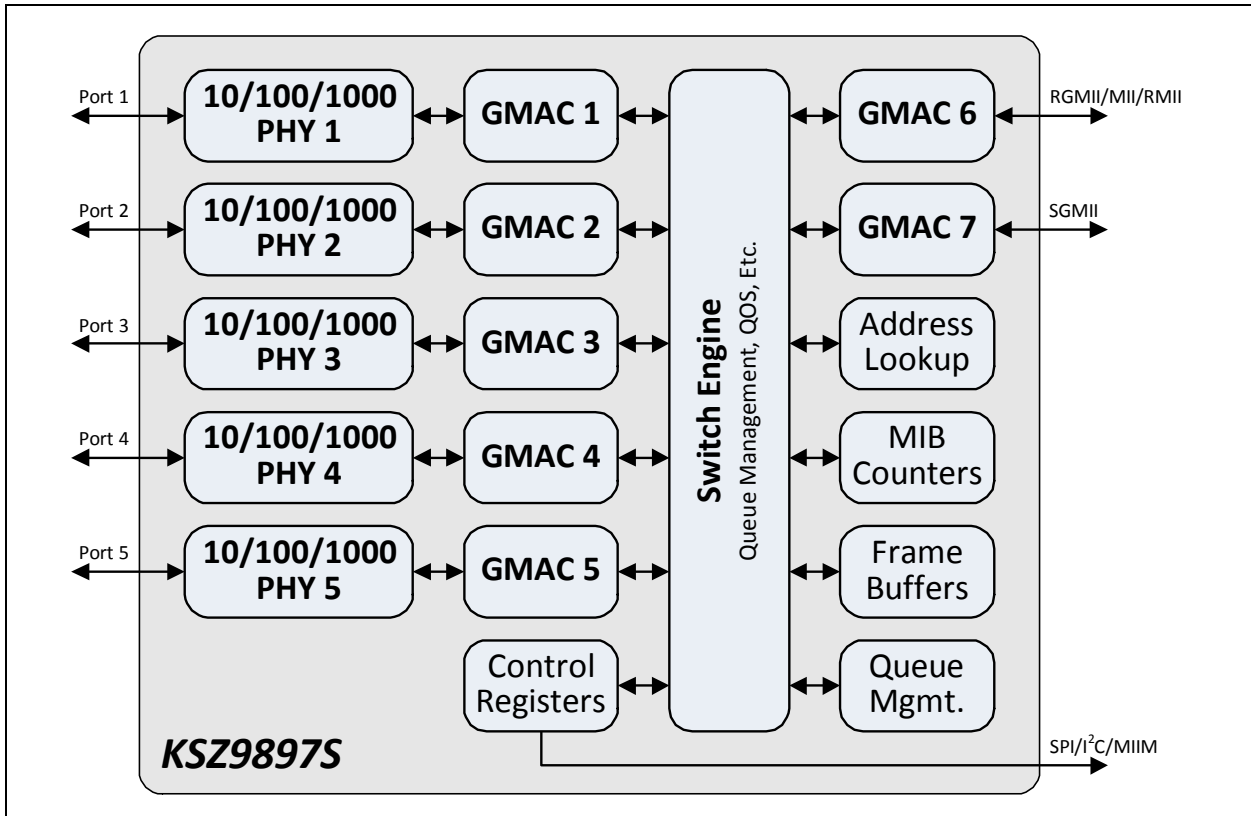 Port 1
10/100/1000
PHY 1
GMAC 1
GMAC 6
RGMII/MII/RMII
Port 2
10/100/1000
PHY 2
GMAC 2
GMAC 7
SGMII
Port 3
10/100/1000
PHY 3
GMAC 3
Switch Engine
Queue Management, QOS, Etc.
Address
Lookup
Port 4
10/100/1000
PHY 4
GMAC 4
MIB
Counters
Port 5
10/100/1000
PHY 5
GMAC 5
Frame
Buffers
Control
Registers
Queue
Mgmt.
KSZ9897S
SPI/I²C/MIIM